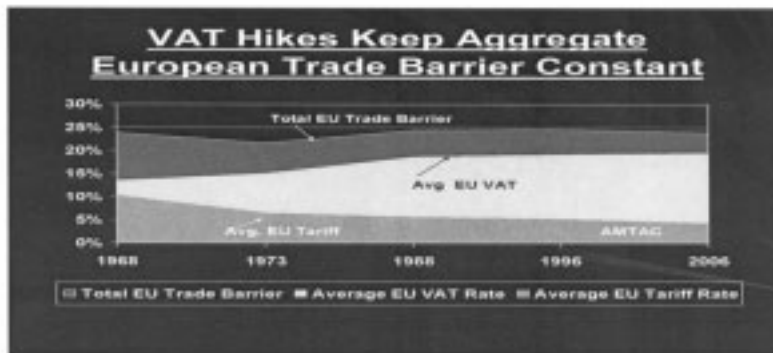 VAT Hikes Keep Aggregate
European Trade Barrier Constant
30%
25%
20%
15%
10%
5%
0%
Total EU Trade Barrier
Avg EU VAT
Avg. EU Tariff
AMTAC
1968 1973 1988 1996 2006
Total EU Trade Barrier Average EU VAT Rate Average EU Tariff Rate